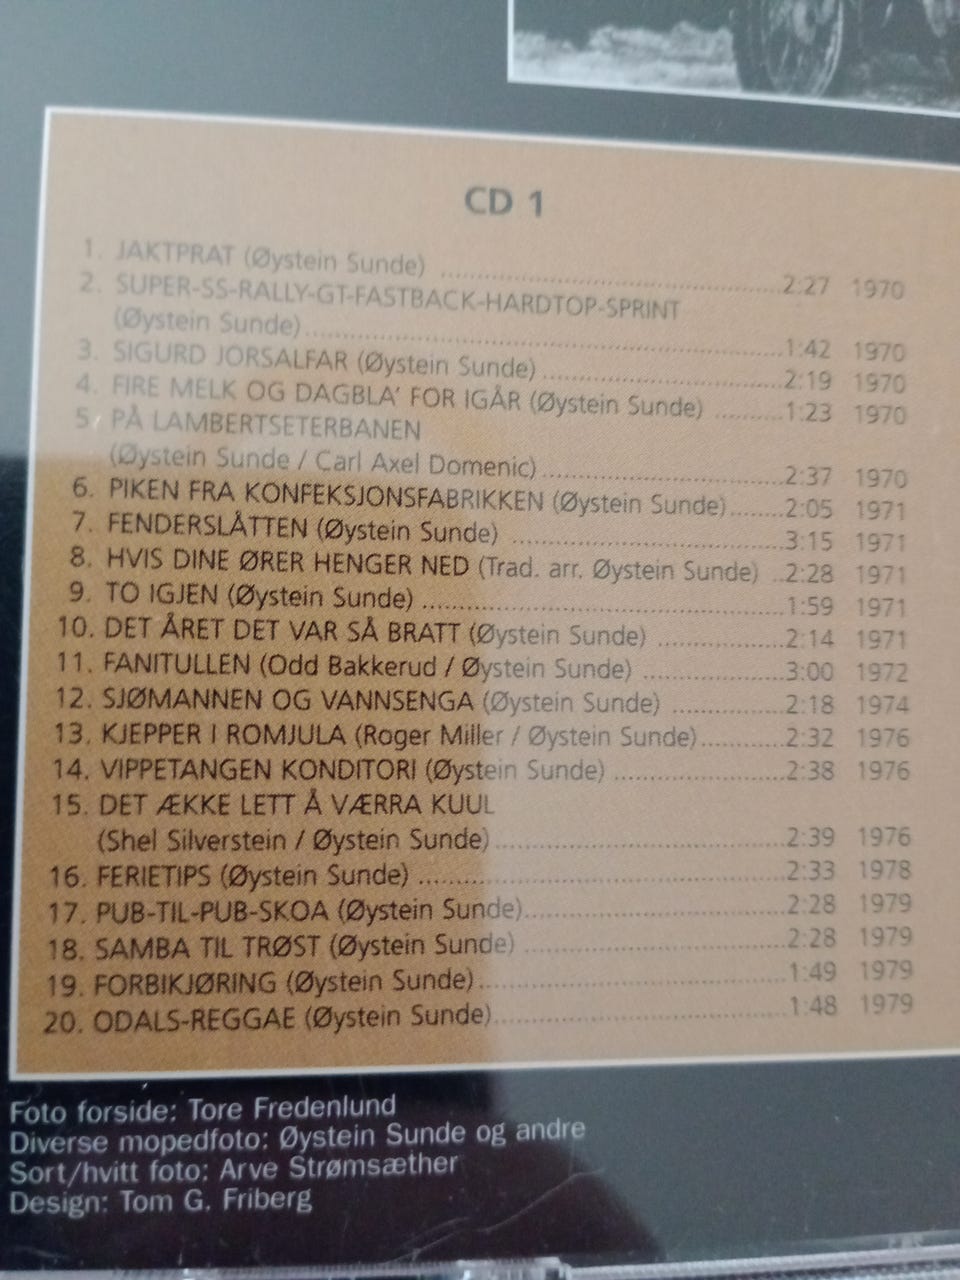 CD 1
1. JAKTPRAT (Øystein Sunde) ........ 2:27 1970
2. SUPER-SS-RALLY-GT-FASTBACK-HARDTOP-SPRINT
(Øystein Sunde) ........ 1:42 1970
3. SIGURD JORSALFAR (Øystein Sunde) ........ 2:19 1970
4. FIRE MELK OG DAGBLA' FOR IGÅR (Øystein Sunde) ........ 1:23 1970
5. PÅ LAMBERTSETERBANEN
(Øystein Sunde / Carl Axel Domenic) ........ 2:37 1970
6. PIKEN FRA KONFEKSJONSFABRIKKEN (Øystein Sunde) ........ 2:05 1971
7. FENDERSLÅTTEN (Øystein Sunde) ........ 3:15 1971
8. HVIS DINE ØRER HENGER NED (Trad. arr. Øystein Sunde) .. 2:28 1971
9. TO IGJEN (Øystein Sunde) ........ 1:59 1971
10. DET ÅRET DET VAR SÅ BRATT (Øystein Sunde) ........ 2:14 1971
11. FANITULLEN (Odd Bakkerud / Øystein Sunde) ........ 3:00 1972
12. SJØMANNEN OG VANNSENGA (Øystein Sunde) ........ 2:18 1974
13. KJEPPER I ROMJULA (Roger Miller / Øystein Sunde) ........ 2:32 1976
14. VIPPETANGEN KONDITORI (Øystein Sunde) ........ 2:38 1976
15. DET ÆKKE LETT Å VÆRRA KUUL
(Shel Silverstein / Øystein Sunde) ........ 2:39 1976
16. FERIETIPS (Øystein Sunde) ........ 2:33 1978
17. PUB-TIL-PUB-SKOA (Øystein Sunde) ........ 2:28 1979
18. SAMBA TIL TRØST (Øystein Sunde) ........ 2:28 1979
19. FORBIKJØRING (Øystein Sunde) ........ 1:49 1979
20. ODALS-REGGAE (Øystein Sunde) ........ 1:48 1979
Foto forside: Tore Fredenlund
Diverse mopedfoto: Øystein Sunde og andre
Sort/hvitt foto: Arve Strømsæther
Design: Tom G. Friberg